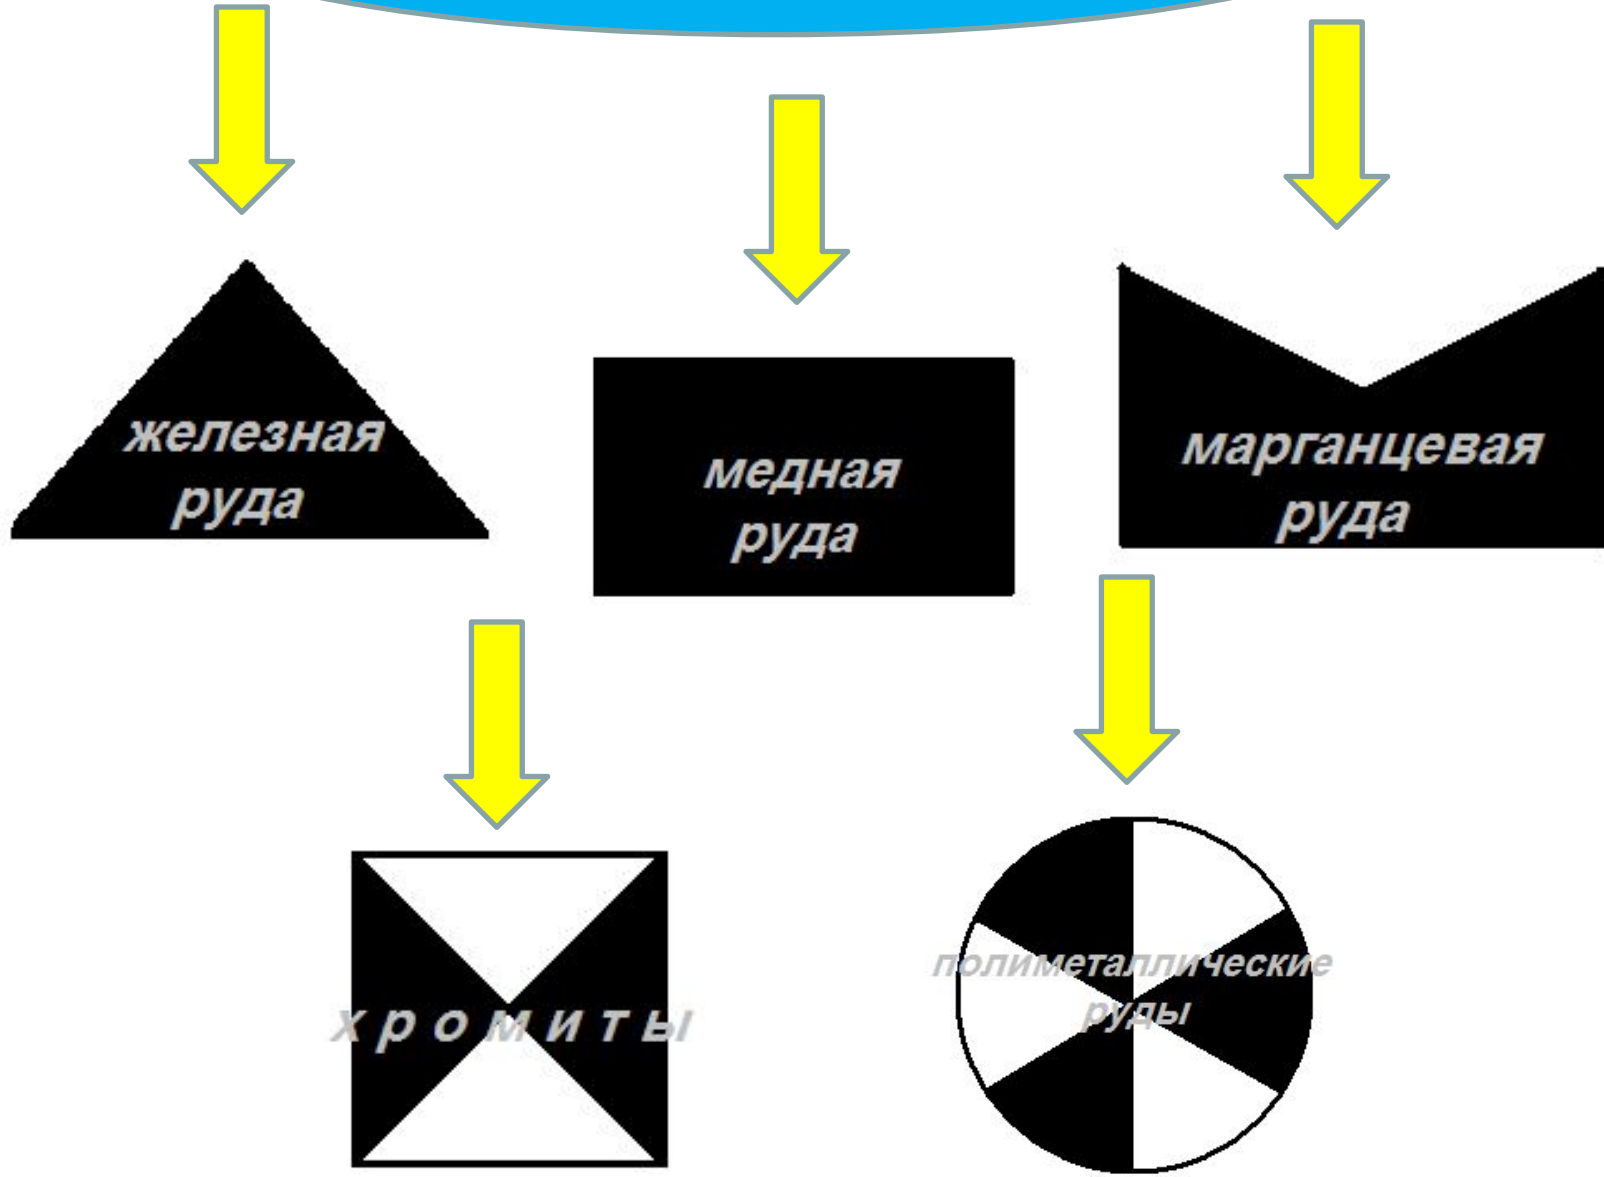 железная
руда
медная
руда
марганцевая
руда
хромиты
полиметаллические
руды